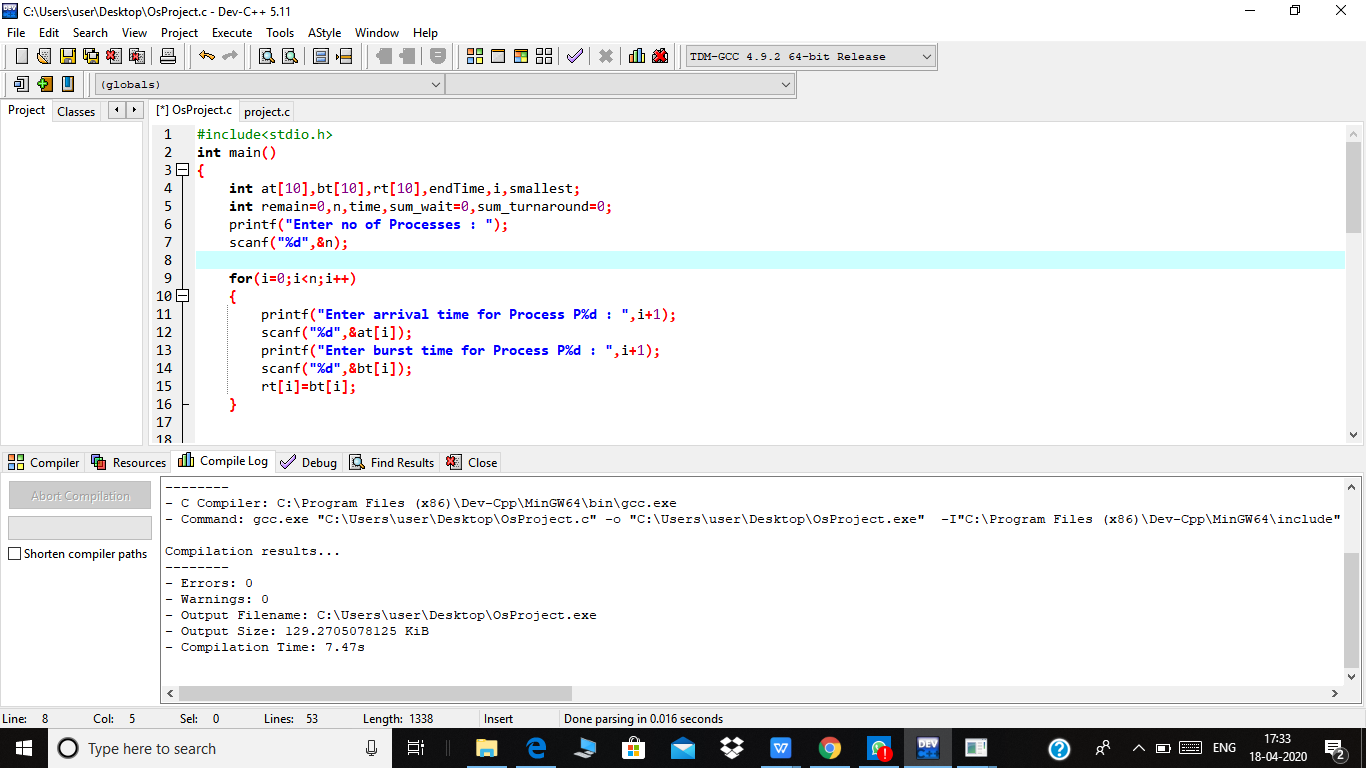 C:\Users\user\Desktop\OsProject.c - Dev-C++ 5.11
File Edit Search View Project Execute Tools AStyle Window Help
TDM-GCC 4.9.2 64-bit Release
(globals)
Project Classes [*] OsProject.c project.c
1 #include<stdio.h>
2 int main()
3 {
4 int at[10],bt[10],rt[10],endTime,i,smallest;
5 int remain=0,n,time,sum_wait=0,sum_turnaround=0;
6 printf("Enter no of Processes : ");
7 scanf("%d",&n);
8
9 for(i=0;i<n;i++)
10 {
11 printf("Enter arrival time for Process P%d : ",i+1);
12 scanf("%d",&at[i]);
13 printf("Enter burst time for Process P%d : ",i+1);
14 scanf("%d",&bt[i]);
15 rt[i]=bt[i];
16 }
17
18
Compiler Resources Compile Log Debug Find Results Close
Abort Compilation
Shorten compiler paths
--------
- C Compiler: C:\Program Files (x86)\Dev-Cpp\MinGW64\bin\gcc.exe
- Command: gcc.exe "C:\Users\user\Desktop\OsProject.c" -o "C:\Users\user\Desktop\OsProject.exe" -I"C:\Program Files (x86)\Dev-Cpp\MinGW64\include"
Compilation results...
--------
- Errors: 0
- Warnings: 0
- Output Filename: C:\Users\user\Desktop\OsProject.exe
- Output Size: 129.2705078125 KiB
- Compilation Time: 7.47s
Line: 8 Col: 5 Sel: 0 Lines: 53 Length: 1338 Insert Done parsing in 0.016 seconds
Type here to search
DEV
ENG
17:33
18-04-2020
2